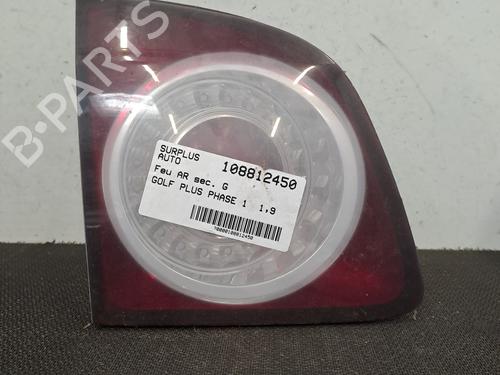 B-PARTS
SURPLUS
AUTO
108812450
Feu AR sec. G
GOLF PLUS PHASE 1 1,9